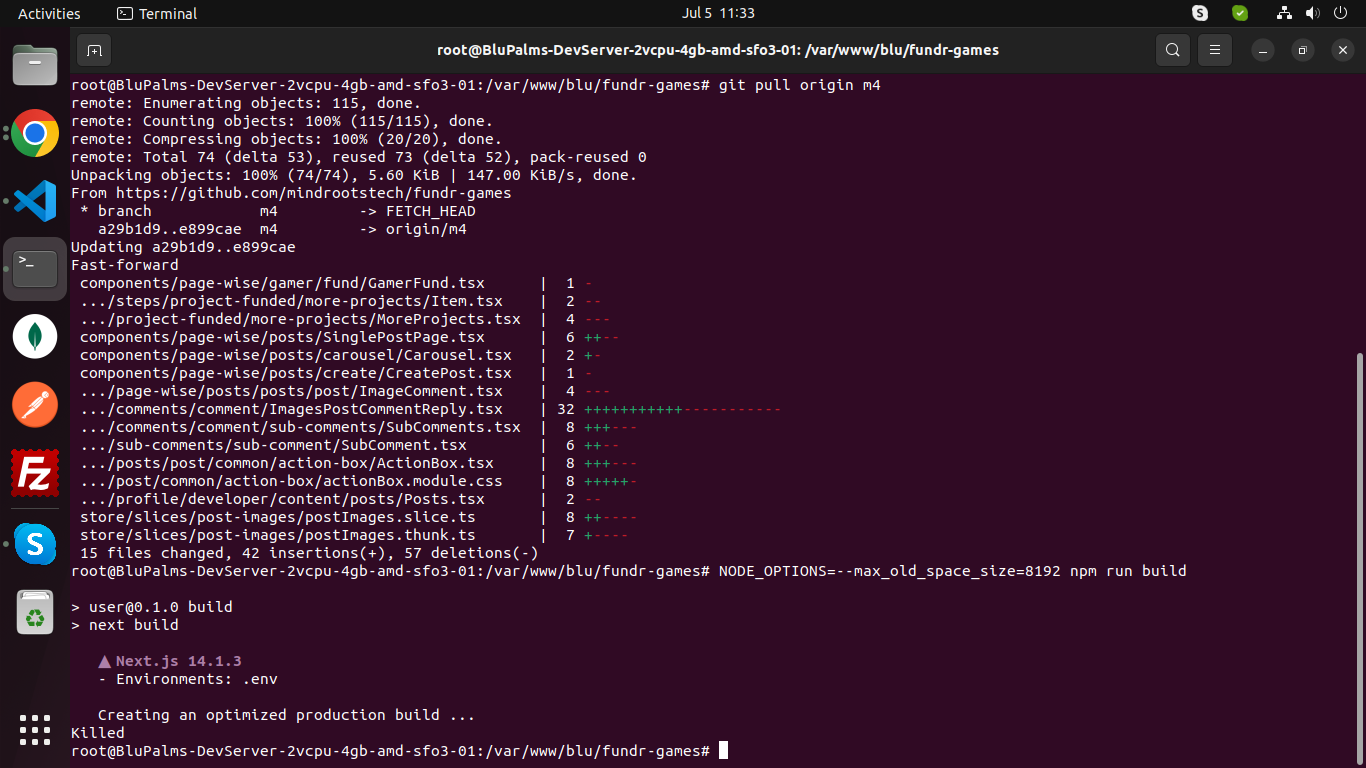 Activities
Terminal
Jul 5 11:33
root@BluPalms-DevServer-2vcpu-4gb-amd-sfo3-01: /var/www/blu/fundr-games
root@BluPalms-DevServer-2vcpu-4gb-amd-sfo3-01:/var/www/blu/fundr-games# git pull origin m4
remote: Enumerating objects: 115, done.
remote: Counting objects: 100% (115/115), done.
remote: Compressing objects: 100% (20/20), done.
remote: Total 74 (delta 53), reused 73 (delta 52), pack-reused 0
Unpacking objects: 100% (74/74), 5.60 KiB | 147.00 KiB/s, done.
From https://github.com/mindrootstech/fundr-games
 * branch            m4         -> FETCH_HEAD
   a29b1d9..e899cae  m4         -> origin/m4
Updating a29b1d9..e899cae
Fast-forward
 components/page-wise/gamer/fund/GamerFund.tsx      |  1 -
 .../steps/project-funded/more-projects/Item.tsx    |  2 --
 .../project-funded/more-projects/MoreProjects.tsx  |  4 ---
 components/page-wise/posts/SinglePostPage.tsx      |  6 ++--
 components/page-wise/posts/carousel/Carousel.tsx   |  2 +-
 components/page-wise/posts/create/CreatePost.tsx   |  1 -
 .../page-wise/posts/posts/post/ImageComment.tsx    |  4 ---
 .../comments/comment/ImagesPostCommentReply.tsx    | 32 +++++++++++-----------
 .../comments/comment/sub-comments/SubComments.tsx  |  8 +++---
 .../sub-comments/sub-comment/SubComment.tsx        |  6 ++--
 .../posts/post/common/action-box/ActionBox.tsx     |  8 +++---
 .../post/common/action-box/actionBox.module.css    |  8 +++++-
 .../profile/developer/content/posts/Posts.tsx      |  2 --
 store/slices/post-images/postImages.slice.ts       |  8 ++----
 store/slices/post-images/postImages.thunk.ts       |  7 +----
 15 files changed, 42 insertions(+), 57 deletions(-)
root@BluPalms-DevServer-2vcpu-4gb-amd-sfo3-01:/var/www/blu/fundr-games# NODE_OPTIONS=--max_old_space_size=8192 npm run build
> user@0.1.0 build
> next build
▲ Next.js 14.1.3
- Environments: .env
Creating an optimized production build ...
Killed
root@BluPalms-DevServer-2vcpu-4gb-amd-sfo3-01:/var/www/blu/fundr-games#